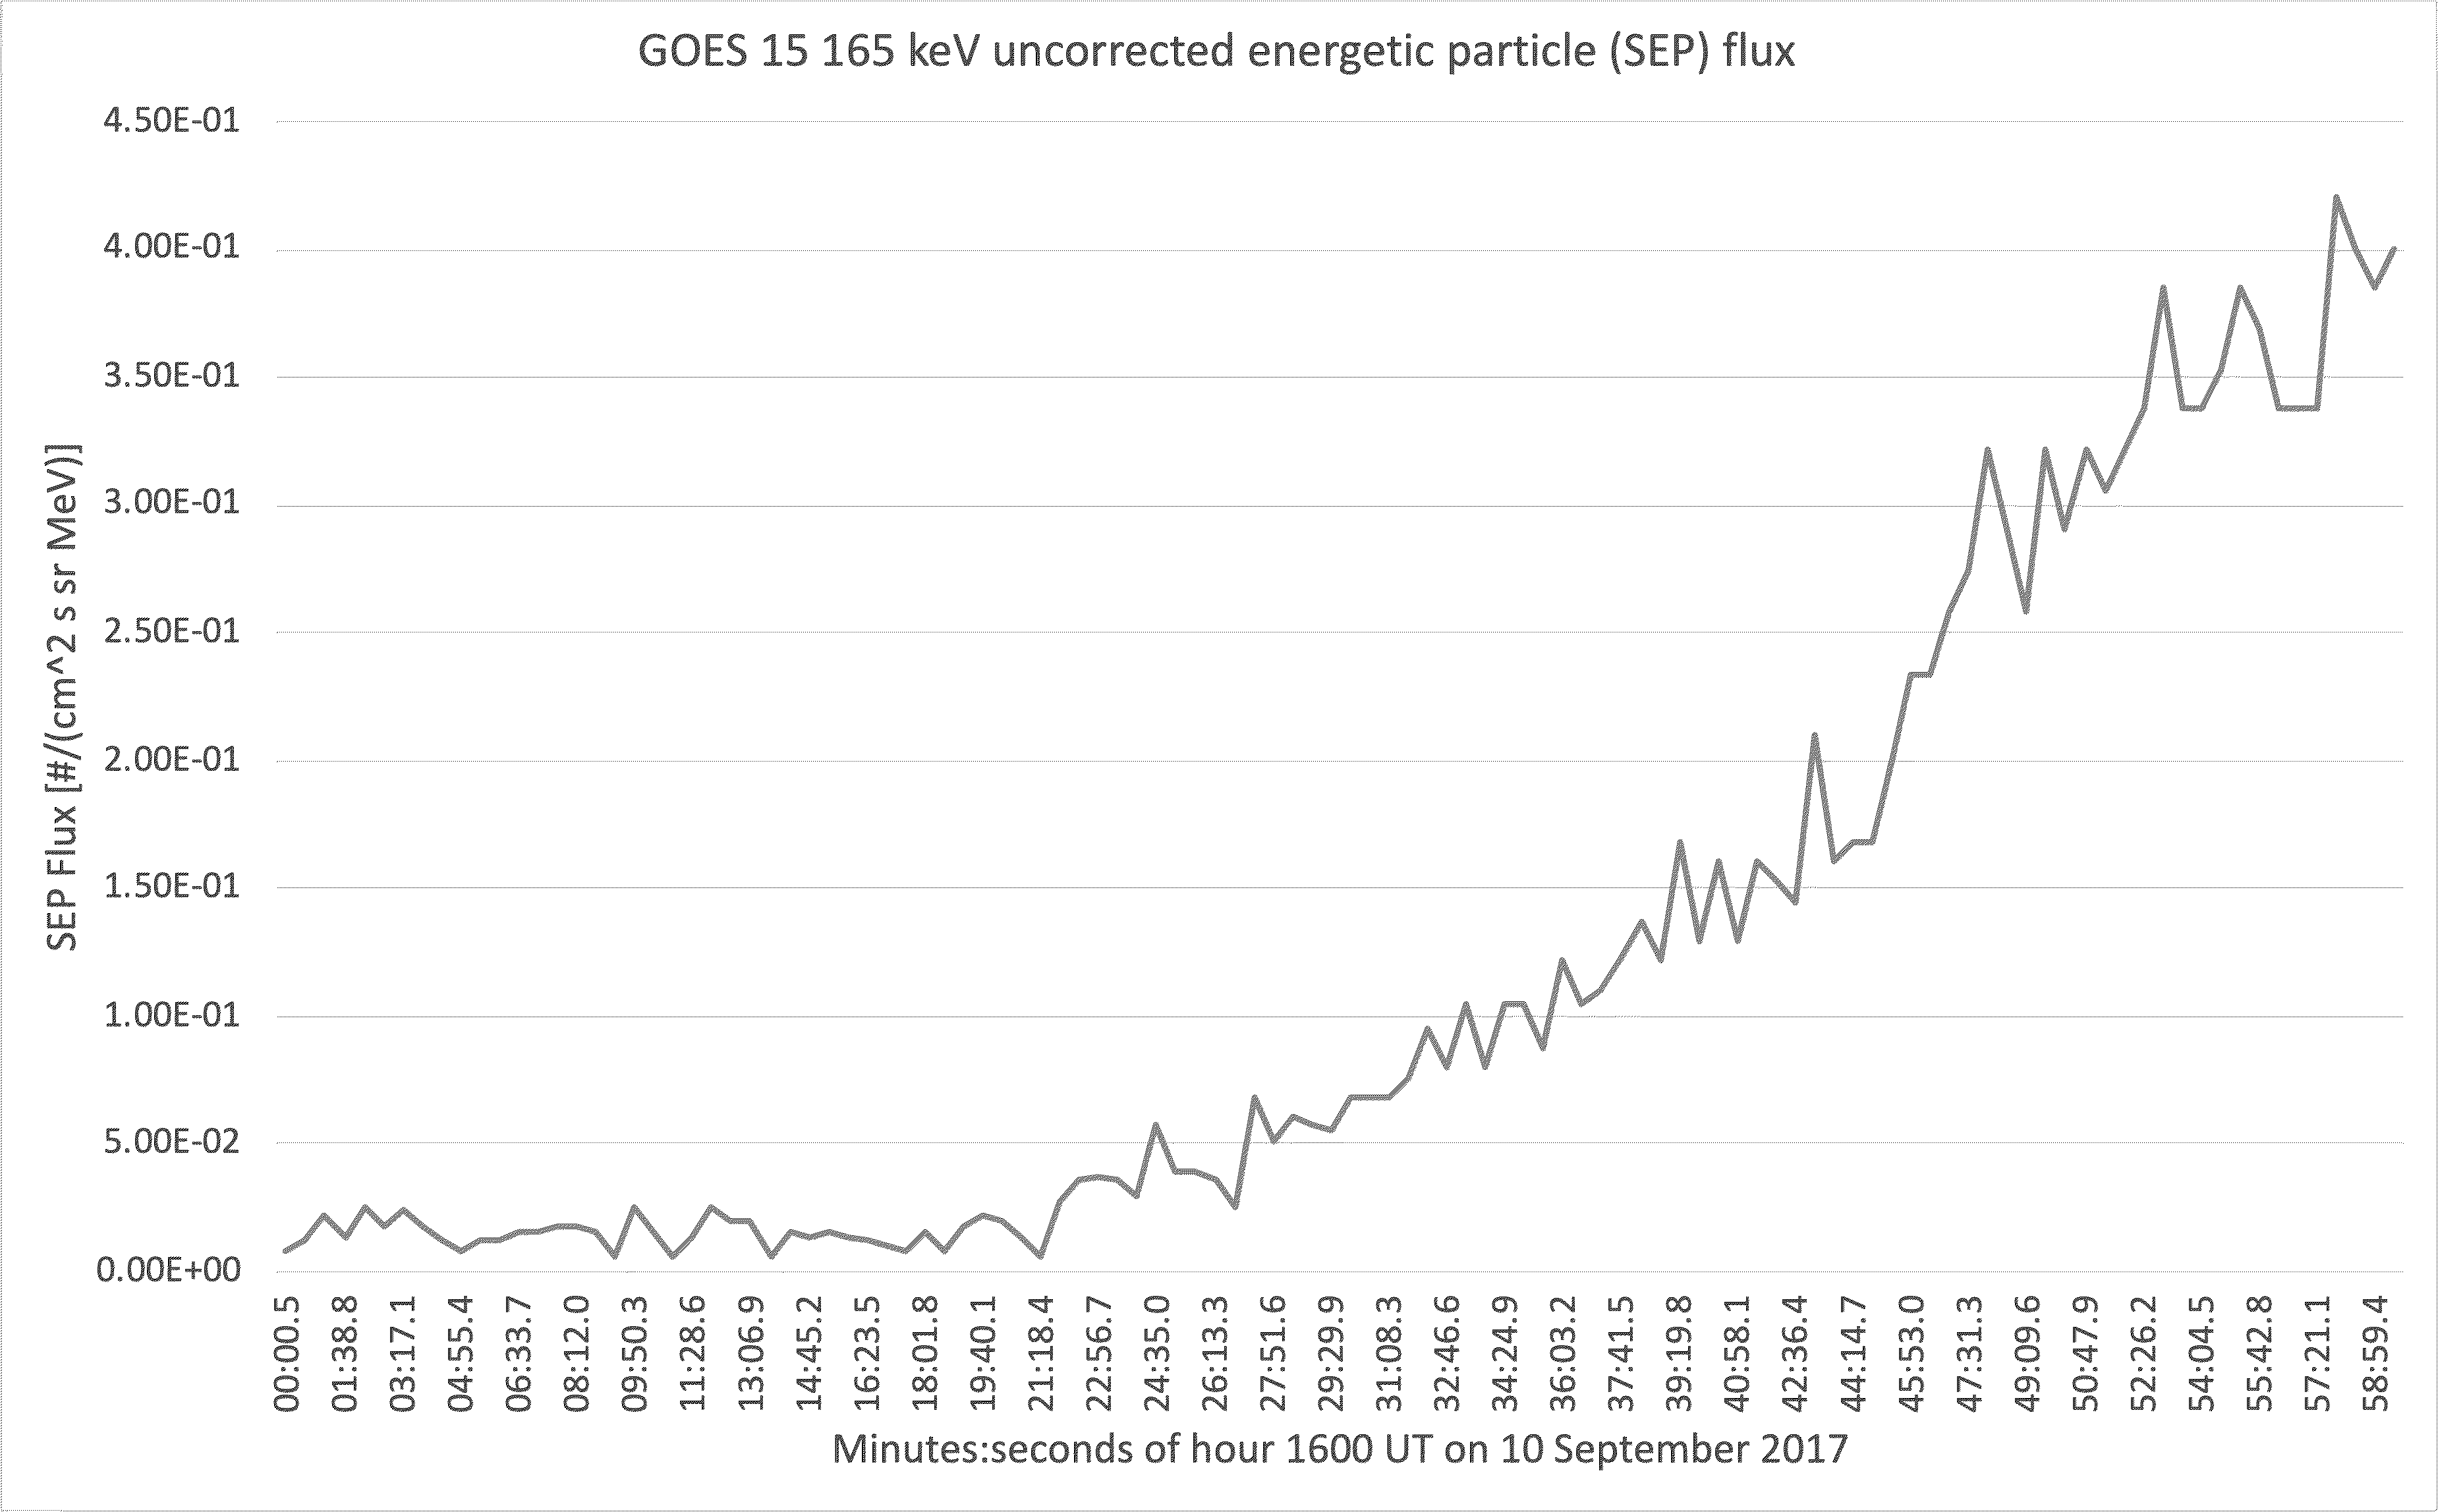 GOES 15 165 keV uncorrected energetic particle (SEP) flux
4.50E-01
4.00E-01
3.50E-01
3.00E-01
2.50E-01
2.00E-01
1.50E-01
1.00E-01
5.00E-02
0.00E+00
SEP Flux [#/(cm^2 s sr MeV)]
00:00.5
01:38.8
03:17.1
04:55.4
06:33.7
08:12.0
09:50.3
11:28.6
13:06.9
14:45.2
16:23.5
18:01.8
19:40.1
21:18.4
22:56.7
24:35.0
26:13.3
27:51.6
29:29.9
31:08.3
32:46.6
34:24.9
36:03.2
37:41.5
39:19.8
40:58.1
42:36.4
44:14.7
45:53.0
47:31.3
49:09.6
50:47.9
52:26.2
54:04.5
55:42.8
57:21.1
58:59.4
Minutes:seconds of hour 1600 UT on 10 September 2017